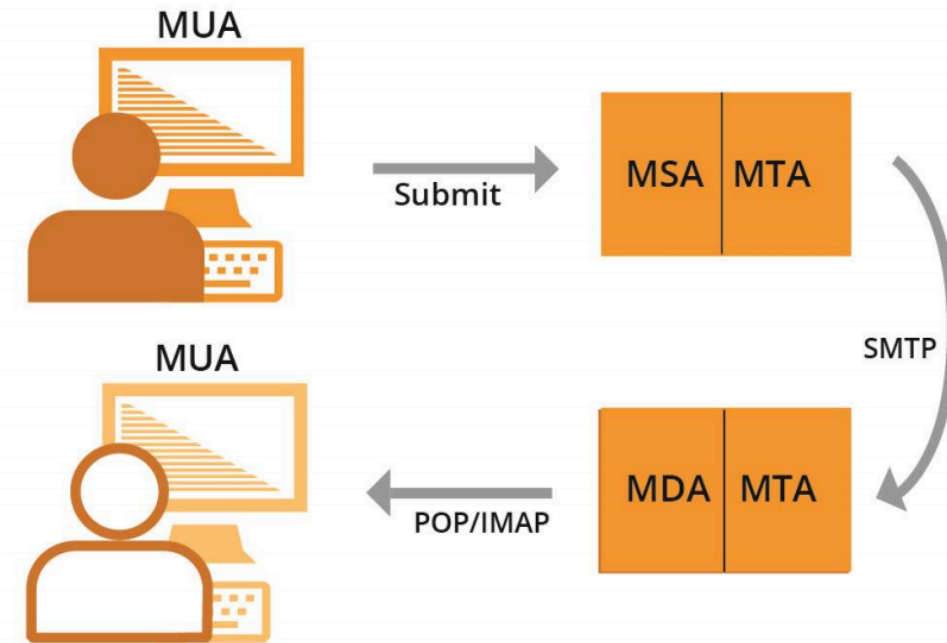 MUA
Submit
MSA MTA
SMTP
MUA
MDA MTA
POP/IMAP